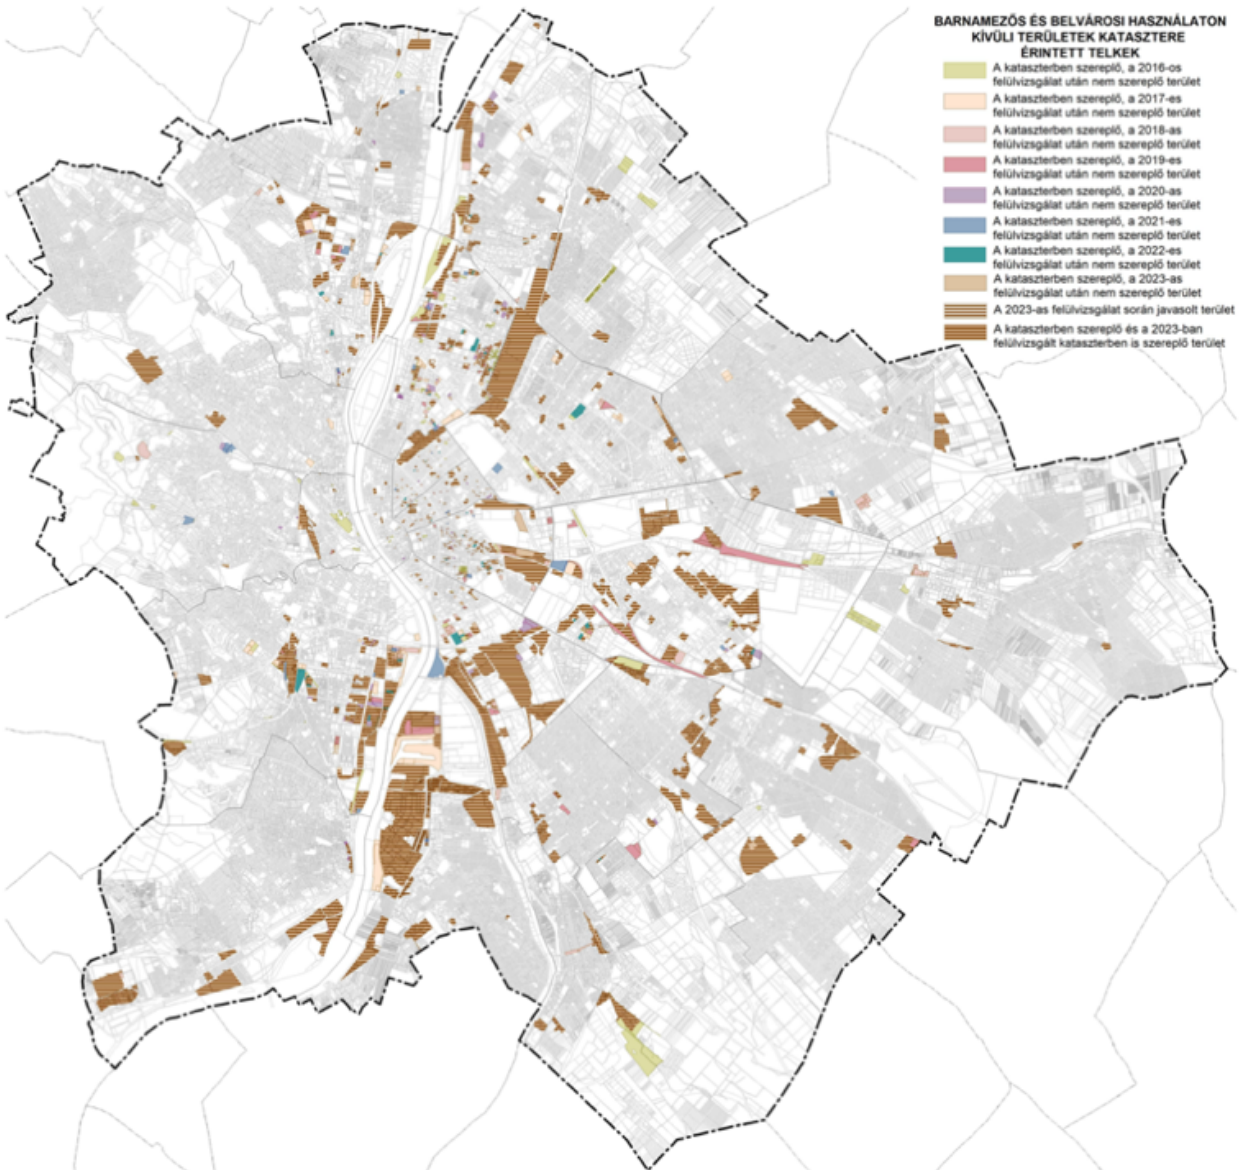 BARNAMEZŐS ÉS BELVÁROSI HASZNÁLATON
KÍVÜLI TERÜLETEK KATASZTERE
ÉRINTETT TELKEK
A kataszterben szereplő, a 2016-os
felülvizsgálat után nem szereplő terület
A kataszterben szereplő, a 2017-es
felülvizsgálat után nem szereplő terület
A kataszterben szereplő, a 2018-as
felülvizsgálat után nem szereplő terület
A kataszterben szereplő, a 2019-es
felülvizsgálat után nem szereplő terület
A kataszterben szereplő, a 2020-as
felülvizsgálat után nem szereplő terület
A kataszterben szereplő, a 2021-es
felülvizsgálat után nem szereplő terület
A kataszterben szereplő, a 2022-es
felülvizsgálat után nem szereplő terület
A kataszterben szereplő, a 2023-as
felülvizsgálat után nem szereplő terület
A 2023-as felülvizsgálat során javasolt terület
A kataszterben szereplő és a 2023-ban
felülvizsgált kataszterben is szereplő terület